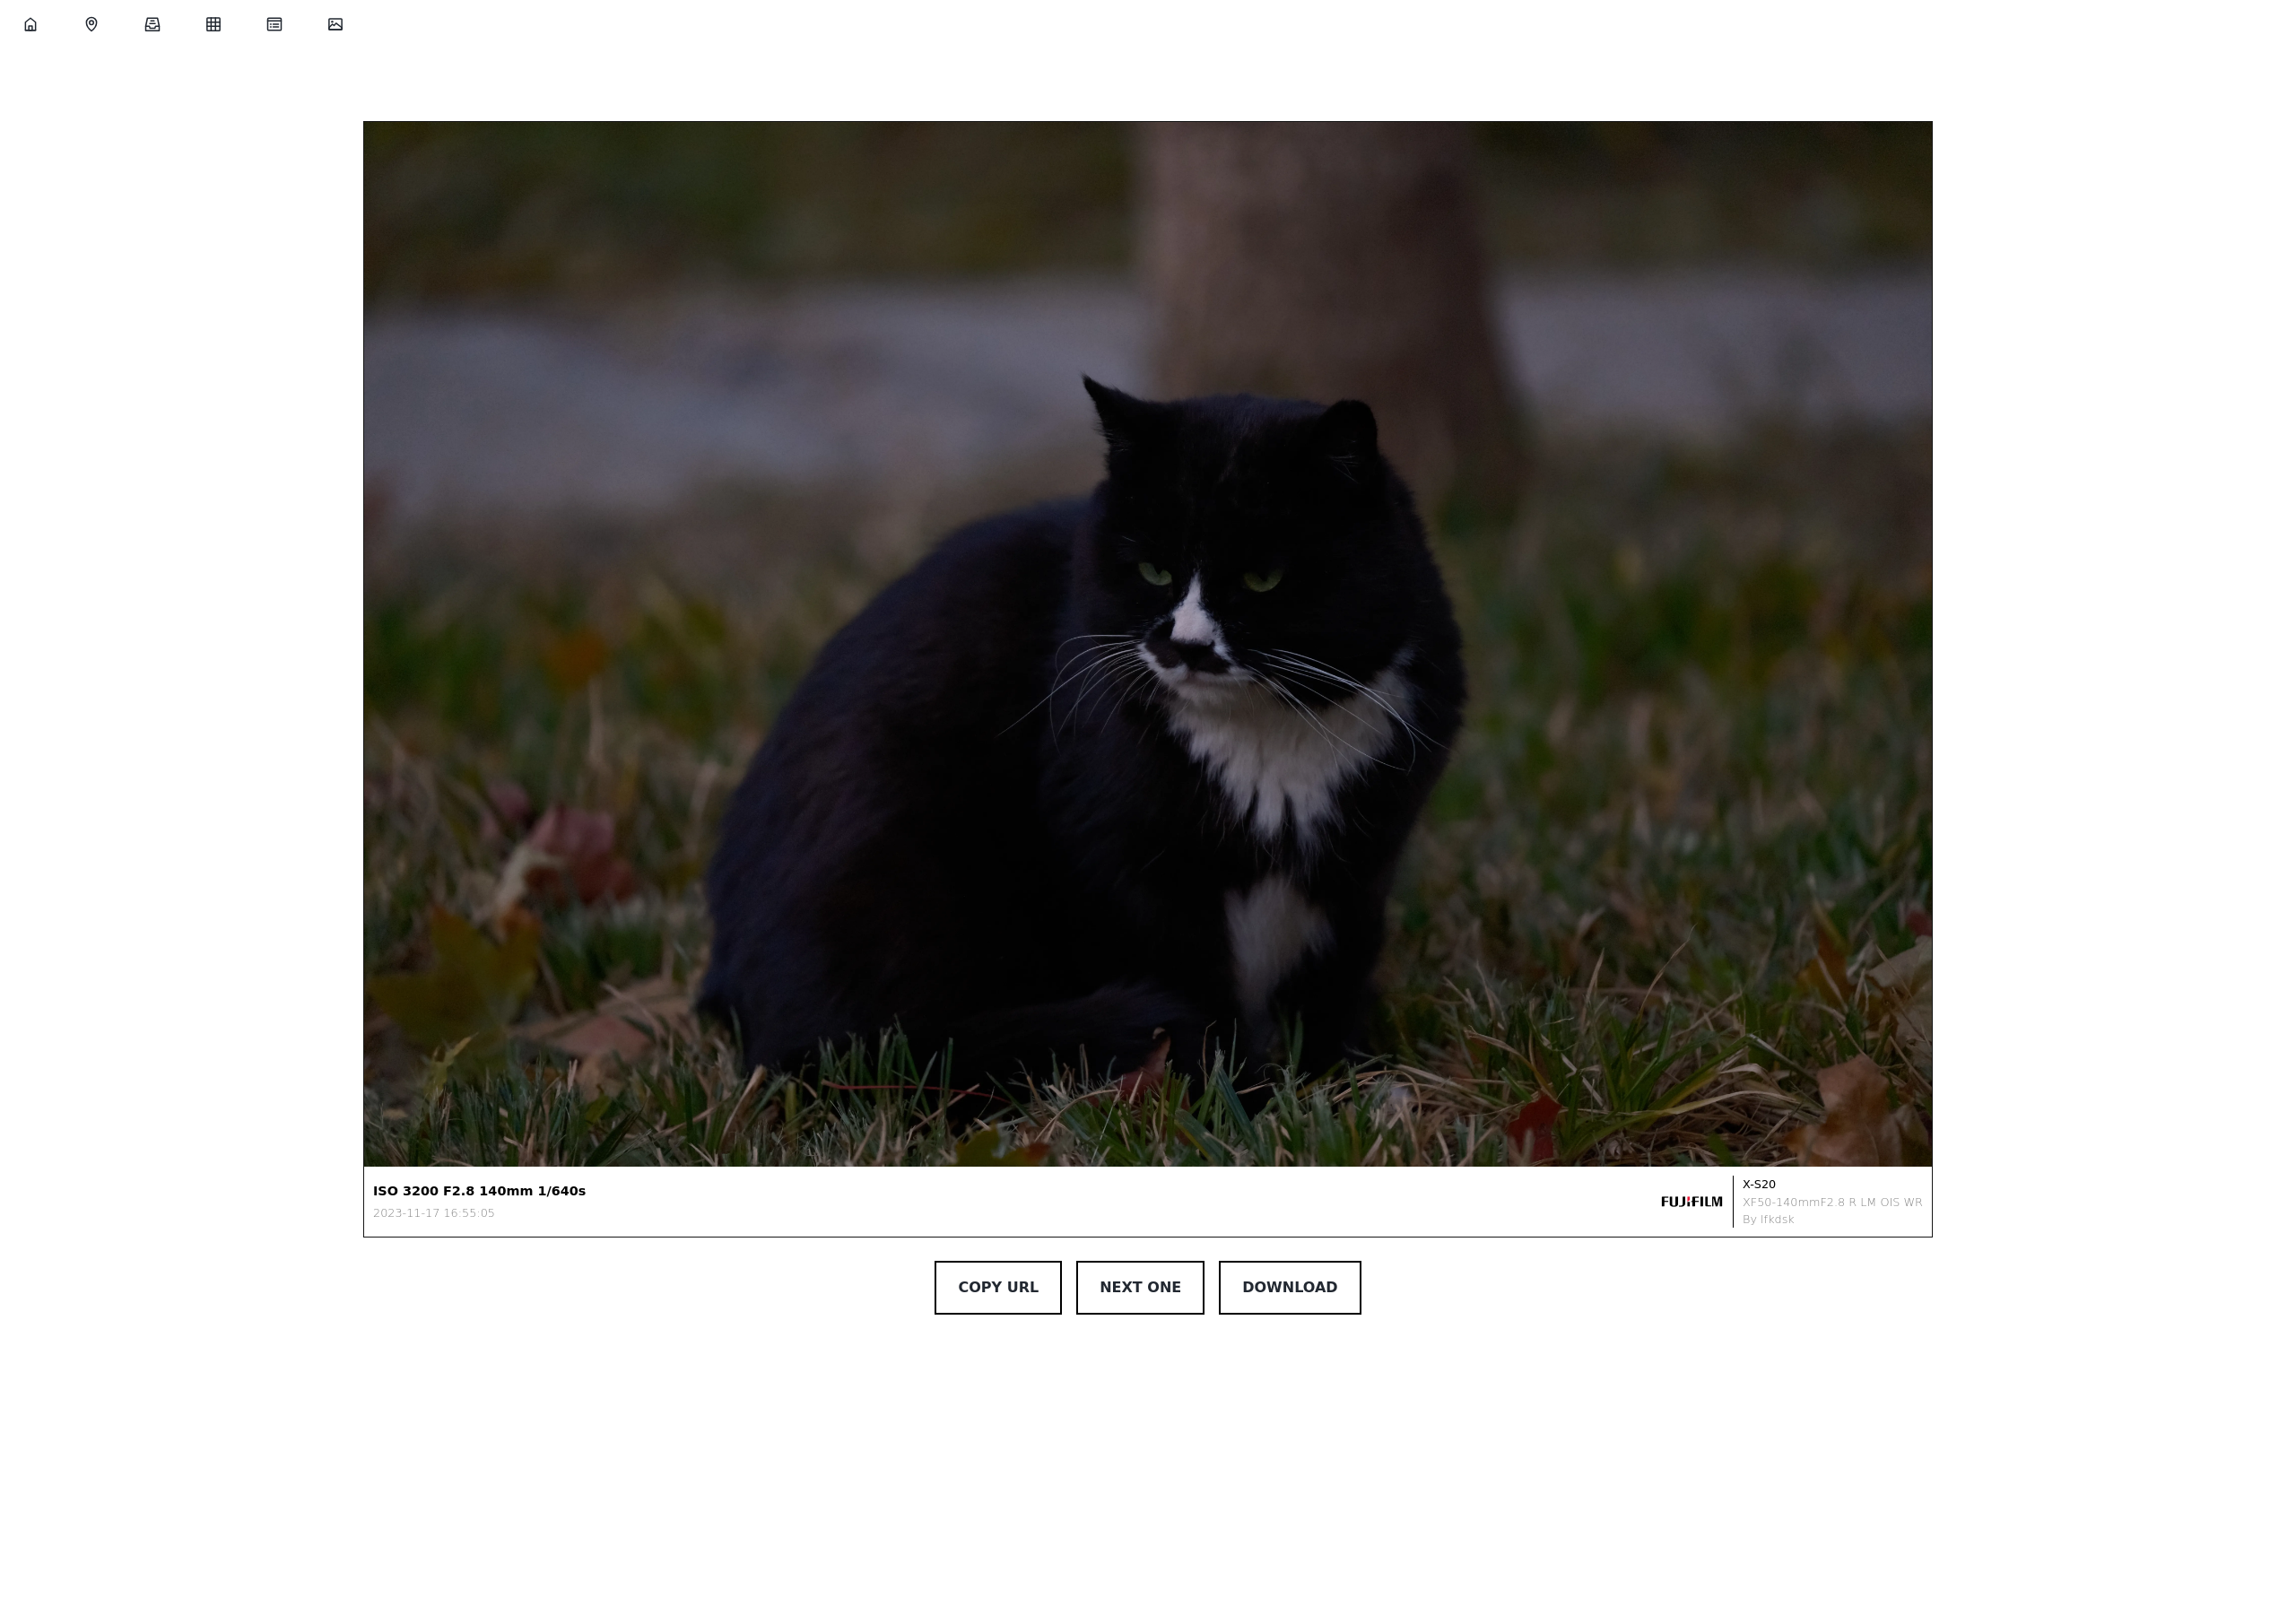 ISO 3200 F2.8 140mm 1/640s
2023-11-17 16:55:05
FUJIFILM
X-S20
XF50-140mmF2.8 R LM OIS WR
By lfkdsk
COPY URL
NEXT ONE
DOWNLOAD